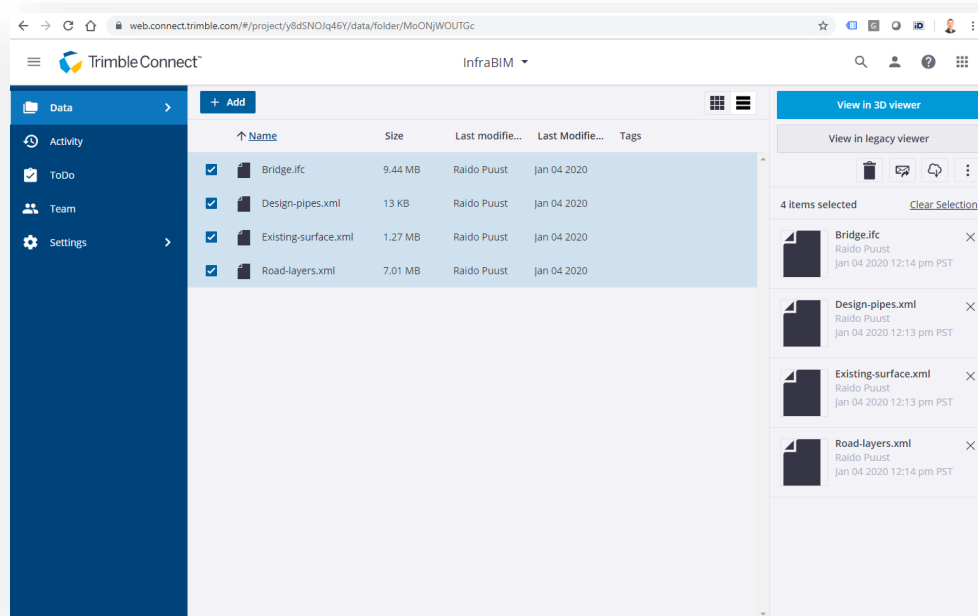 web.connect.trimble.com/#/project/y8dSNOJq46Y/data/folder/MoONjWOUTGc
Trimble Connect™
InfraBIM
Data
Activity
ToDo
Team
Settings
+ Add
Name Size Last modifie... Last Modifie... Tags
Bridge.ifc 9.44 MB Raido Puust Jan 04 2020
Design-pipes.xml 13 KB Raido Puust Jan 04 2020
Existing-surface.xml 1.27 MB Raido Puust Jan 04 2020
Road-layers.xml 7.01 MB Raido Puust Jan 04 2020
View in 3D viewer
View in legacy viewer
4 items selected Clear Selection
Bridge.ifc
Raido Puust
Jan 04 2020 12:14 pm PST
Design-pipes.xml
Raido Puust
Jan 04 2020 12:13 pm PST
Existing-surface.xml
Raido Puust
Jan 04 2020 12:13 pm PST
Road-layers.xml
Raido Puust
Jan 04 2020 12:14 pm PST